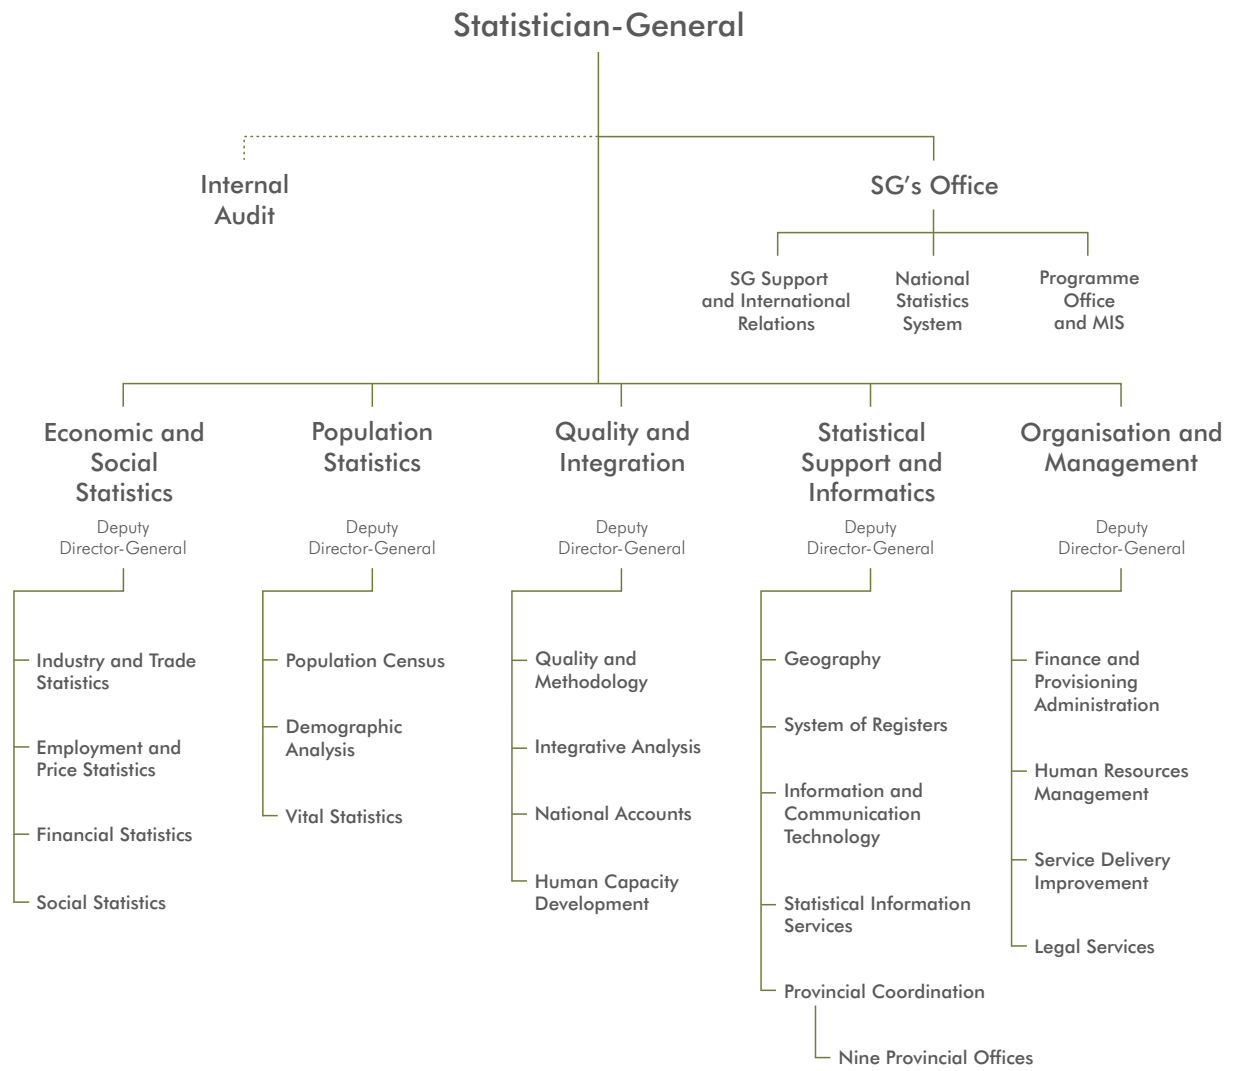 Statistician-General
Internal
Audit
SG's Office
SG Support
and International
Relations
National
Statistics
System
Programme
Office
and MIS
Economic and
Social
Statistics
Deputy
Director-General
Industry and Trade
Statistics
Employment and
Price Statistics
Financial Statistics
Social Statistics
Population
Statistics
Deputy
Director-General
Population Census
Demographic
Analysis
Vital Statistics
Quality and
Integration
Deputy
Director-General
Quality and
Methodology
Integrative Analysis
National Accounts
Human Capacity
Development
Statistical
Support and
Informatics
Deputy
Director-General
Geography
System of Registers
Information and
Communication
Technology
Statistical Information
Services
Provincial Coordination
Nine Provincial Offices
Organisation and
Management
Deputy
Director-General
Finance and
Provisioning
Administration
Human Resources
Management
Service Delivery
Improvement
Legal Services